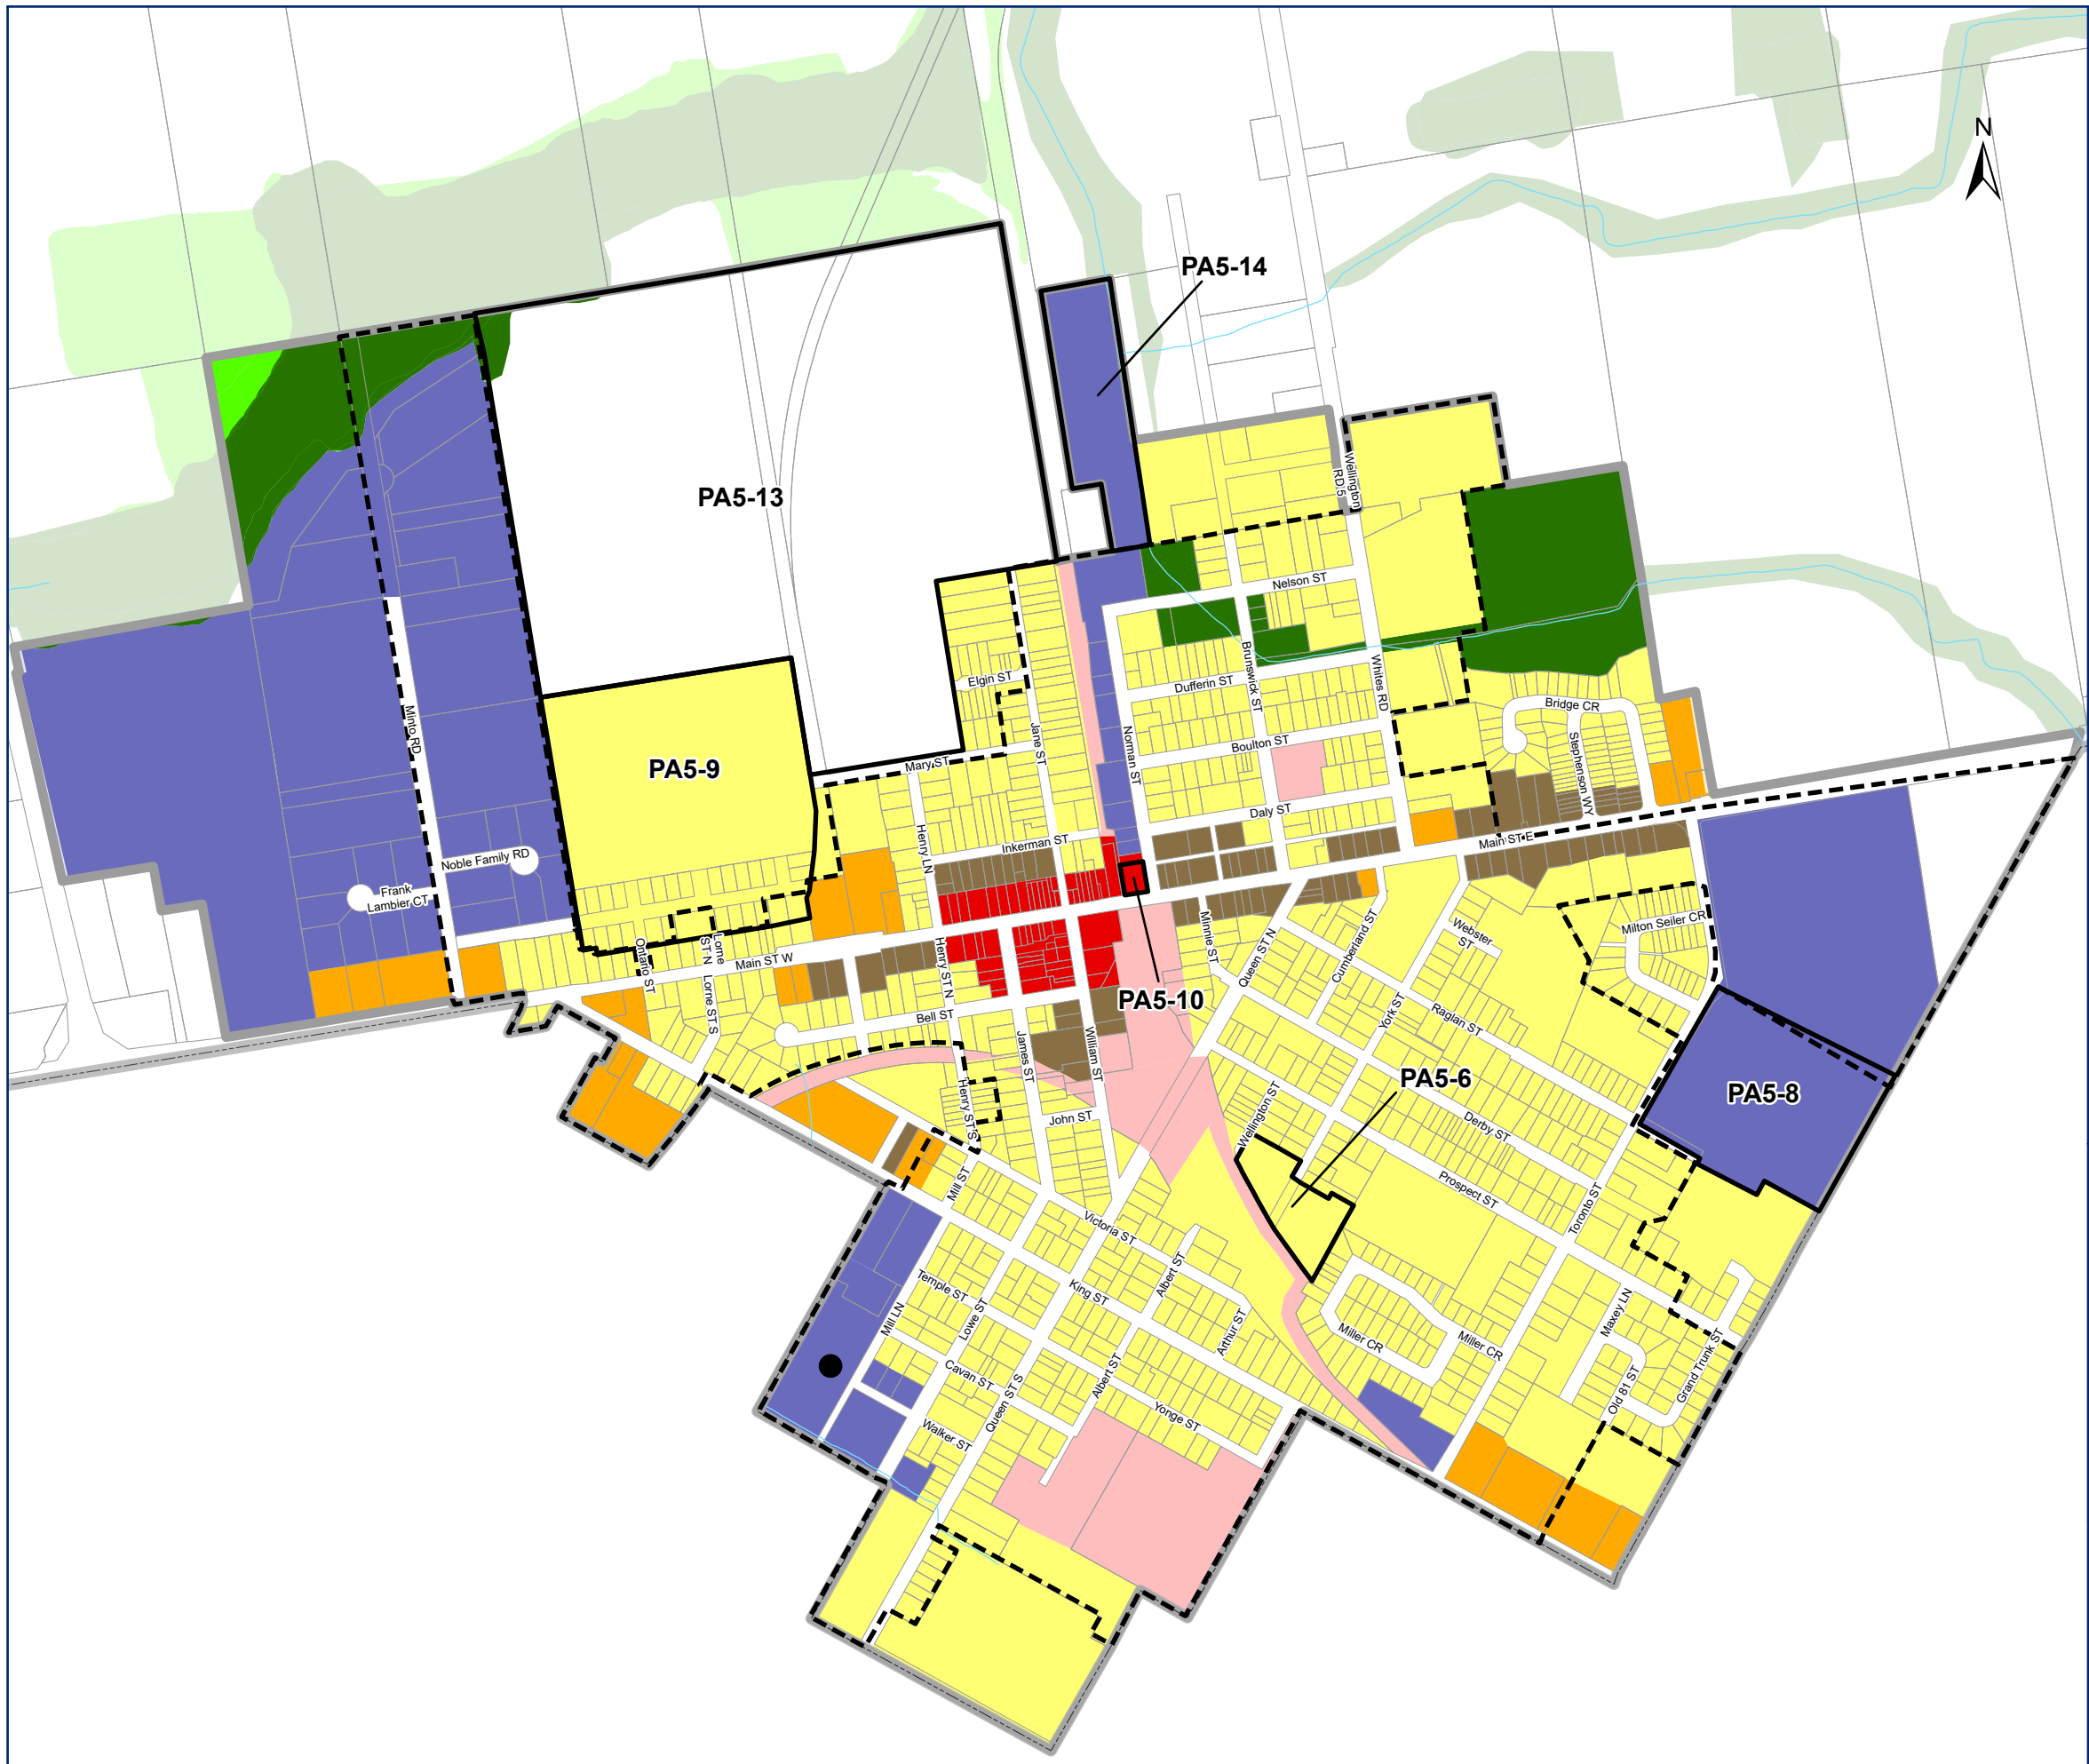 N
PA5-14
PA5-13
Wellington
RD 5
Nelson ST
Elgin ST
Dufferin ST
Brunswick ST
Whites RD
Bridge CR
Minto RD
Jane ST
Norman ST
Boulton ST
Stephenson WY
Mary ST
PA5-9
Daly ST
Henry LN
Inkerman ST
Main ST E
Noble Family RD
Frank
Lambier CT
Minnie ST
Webster
ST
Milton Seiler CR
Queen ST N
Cumberland ST
Ontario ST
Lorne
ST N
Main ST W
Henry ST N
PA5-10
Lorne ST S
Bell ST
York ST
Raglan ST
James ST
William ST
PA5-6
PA5-8
Henry ST S
John ST
Wellington ST
Derby ST
Mill ST
Prospect ST
Toronto ST
Victoria ST
Temple ST
King ST
Albert ST
Mill LN
Lowe ST
Arthur ST
Miller CR
Miller CR
Maxey LN
Grand Trunk ST
Cavan ST
Albert ST
Queen ST S
Old 81 ST
Yonge ST
Walker ST